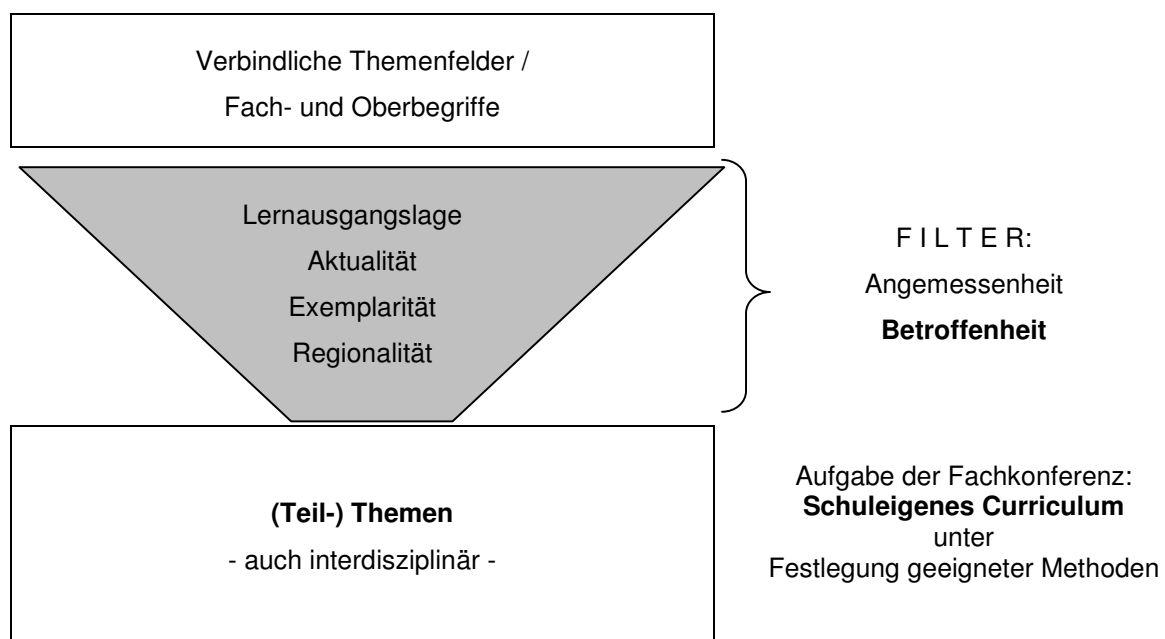 Verbindliche Themenfelder /
Fach- und Oberbegriffe
Lernausgangslage
Aktualität
Exemplarität
Regionalität
F I L T E R:
Angemessenheit
Betroffenheit
(Teil-) Themen
- auch interdisziplinär -
Aufgabe der Fachkonferenz:
Schuleigenes Curriculum
unter
Festlegung geeigneter Methoden